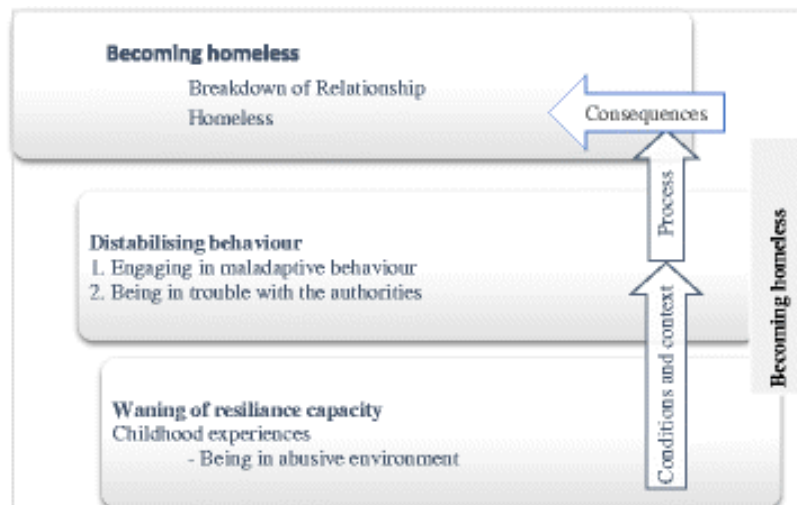 Becoming homeless
Breakdown of Relationship
Homeless
Consequences
Process
Distabilising behaviour
1. Engaging in maladaptive behaviour
2. Being in trouble with the authorities
Becoming homeless
Conditions and context
Waning of resiliance capacity
Childhood experiences
- Being in abusive environment